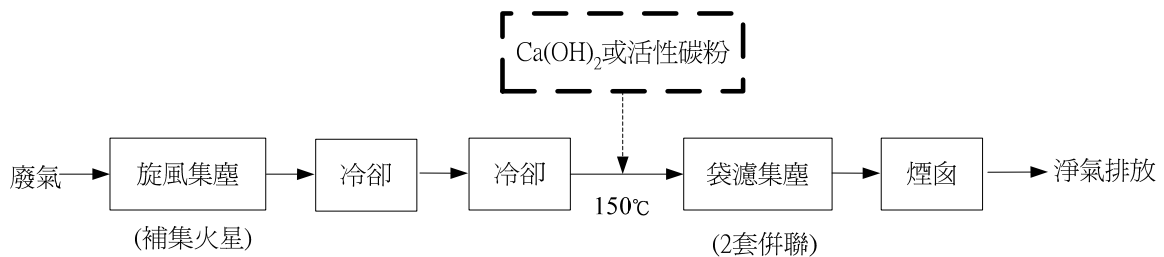 Ca(OH)2或活性碳粉
廢氣
旋風集塵
冷卻
冷卻
袋濾集塵
煙囪
淨氣排放
150℃
(補集火星)
(2套併聯)